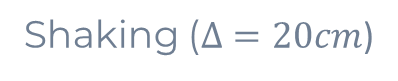 Shaking (Δ = 20cm)